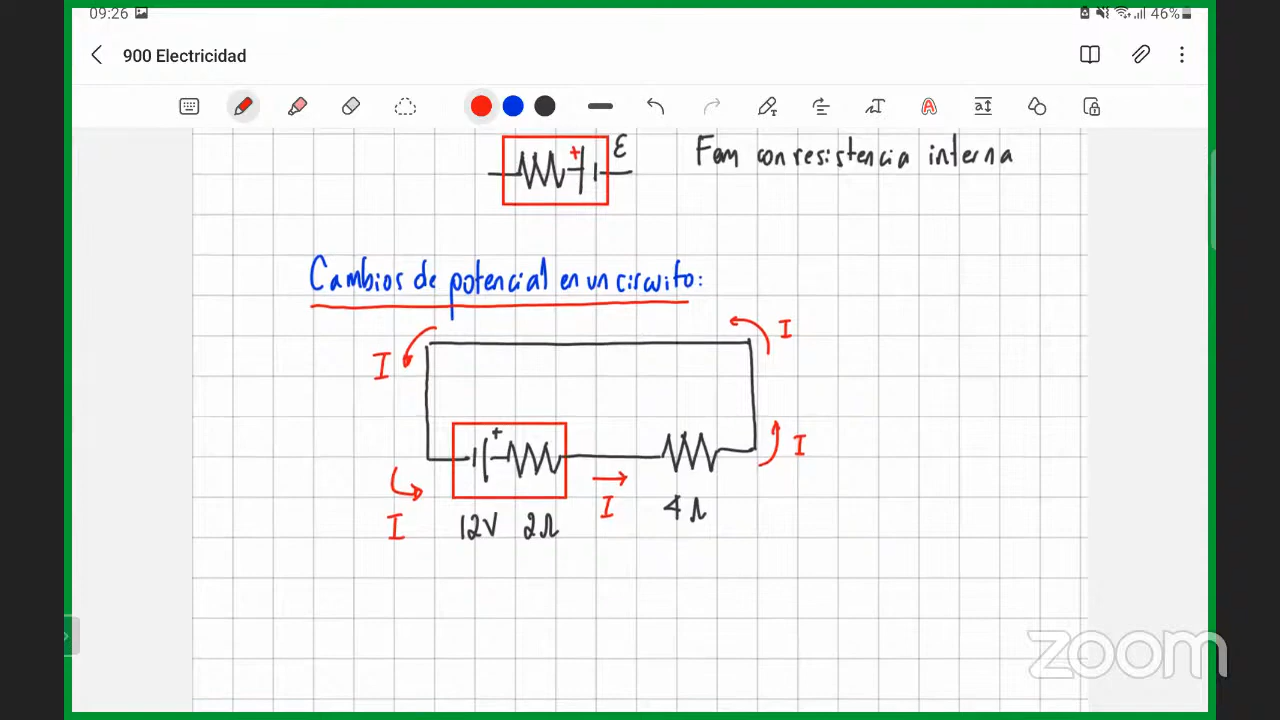 09:26 46%
900 Electricidad
+ ε Fem con resistencia interna
Cambios de potencial en un circuito:
I
I
I
+
I
I
12V 2Ω 4Ω
zoom